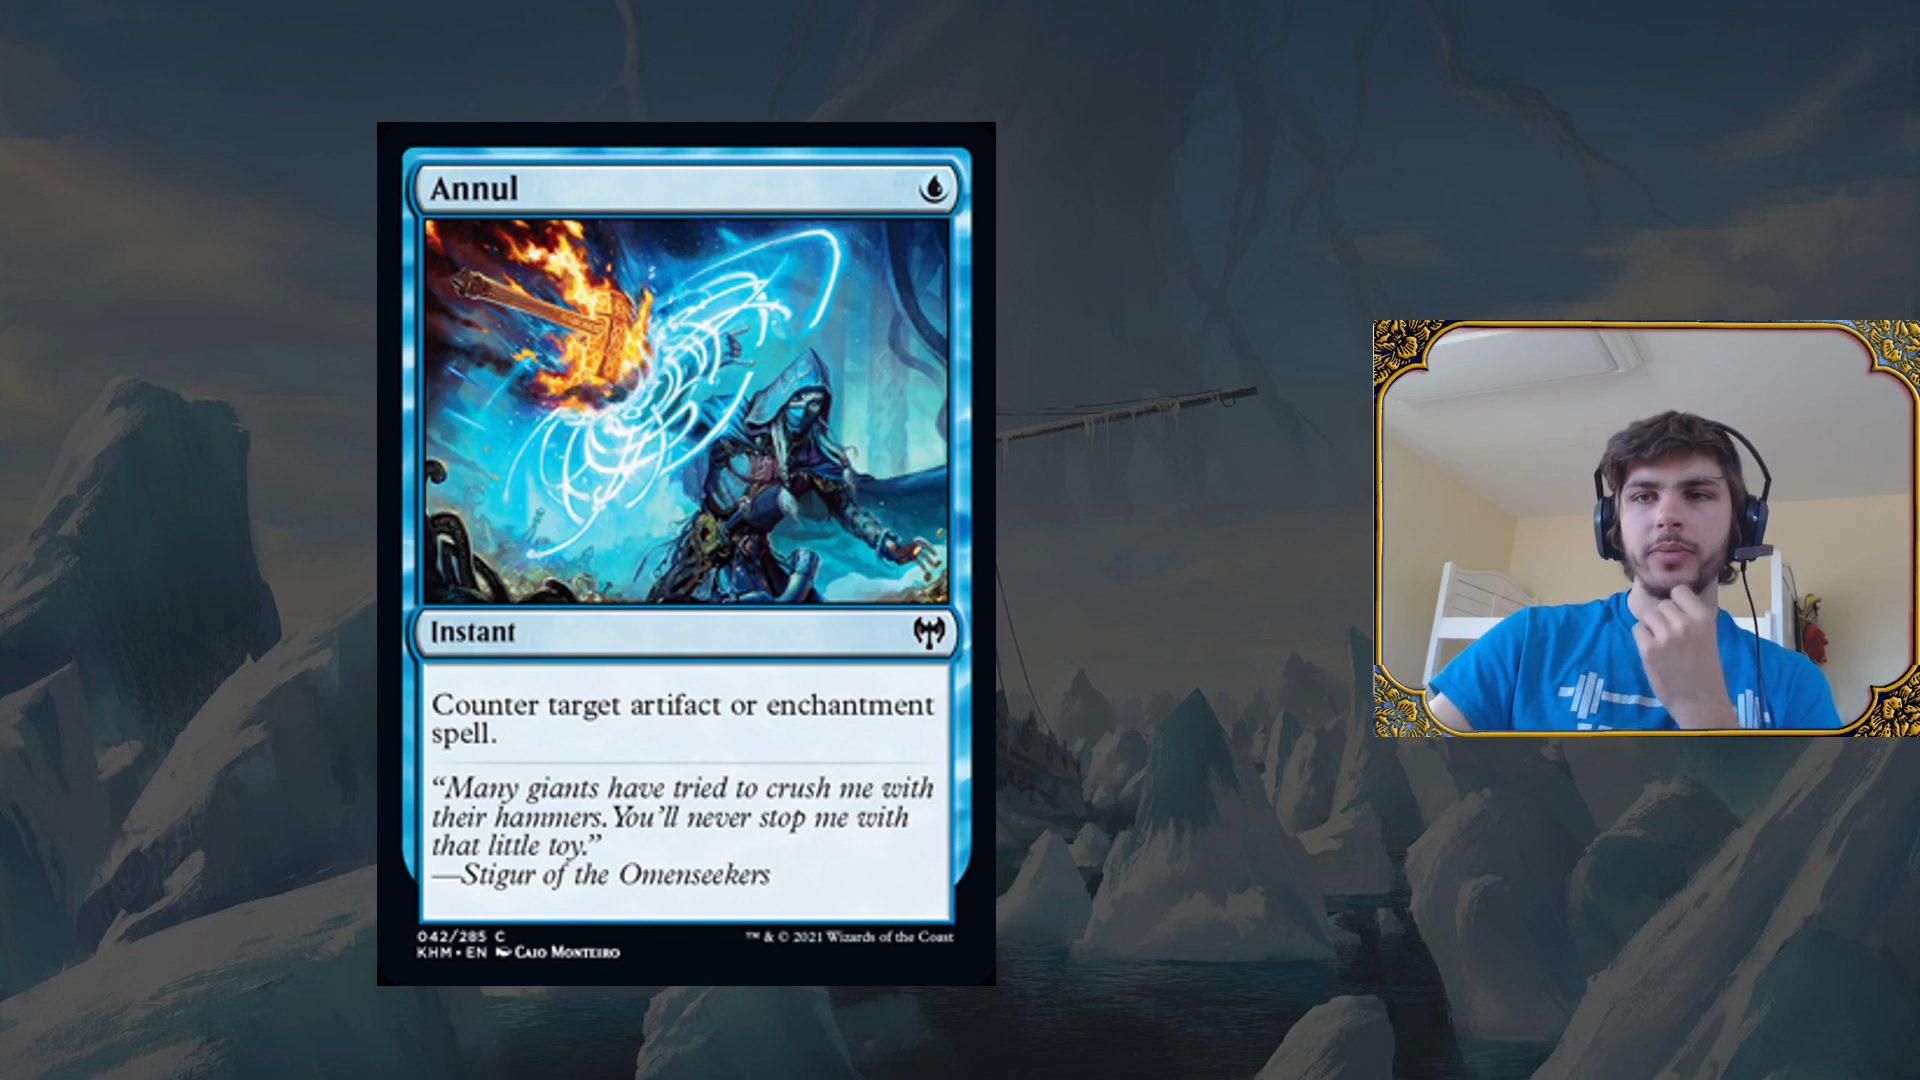 Annul
Instant
Counter target artifact or enchantment
spell.
“Many giants have tried to crush me with
their hammers. You’ll never stop me with
that little toy.”
—Stigur of the Omenseekers
042/285 C
™ & © 2021 Wizards of the Coast
KHM • EN Caio Monteiro